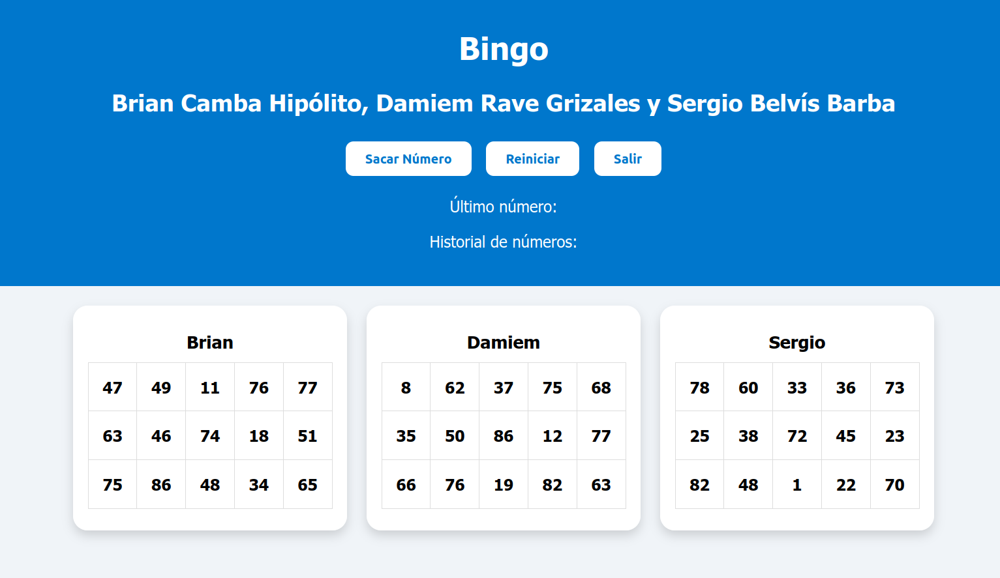 Bingo
Brian Camba Hipólito, Damiem Rave Grizales y Sergio Belvís Barba
Sacar Número Reiniciar Salir
Último número:
Historial de números:
Brian
47 49 11 76 77
63 46 74 18 51
75 86 48 34 65
Damiem
8 62 37 75 68
35 50 86 12 77
66 76 19 82 63
Sergio
78 60 33 36 73
25 38 72 45 23
82 48 1 22 70